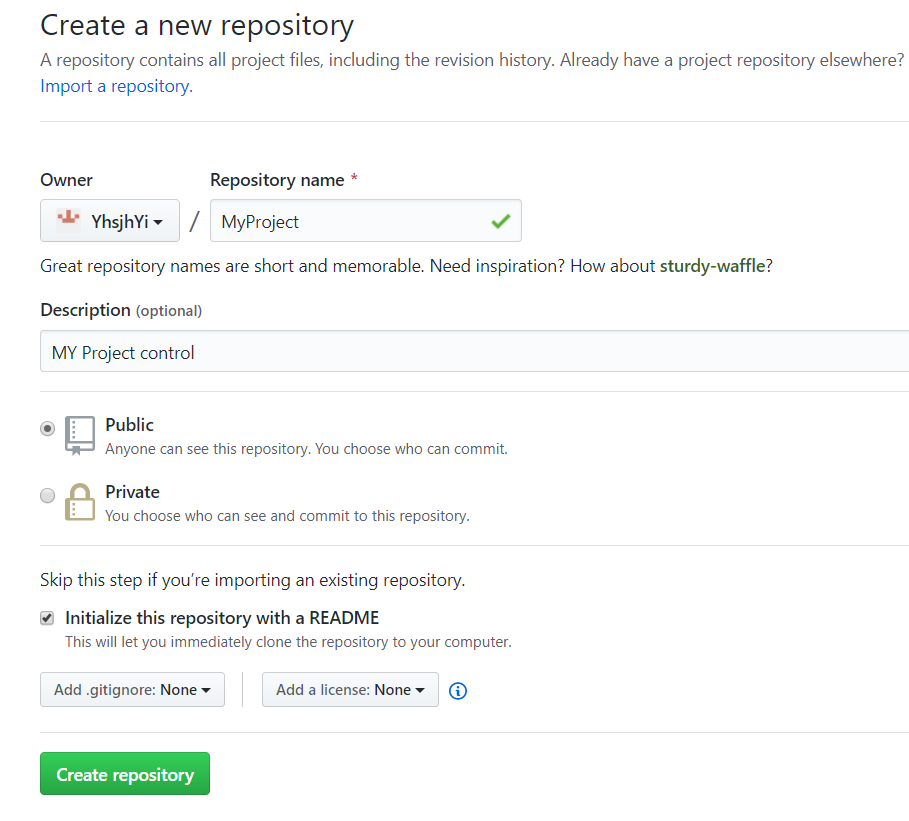 Create a new repository
A repository contains all project files, including the revision history. Already have a project repository elsewhere?
Import a repository.
Owner
Repository name *
YhsjhYi / MyProject
Great repository names are short and memorable. Need inspiration? How about sturdy-waffle?
Description (optional)
MY Project control
Public
Anyone can see this repository. You choose who can commit.
Private
You choose who can see and commit to this repository.
Skip this step if you’re importing an existing repository.
Initialize this repository with a README
This will let you immediately clone the repository to your computer.
Add .gitignore: None
Add a license: None
Create repository